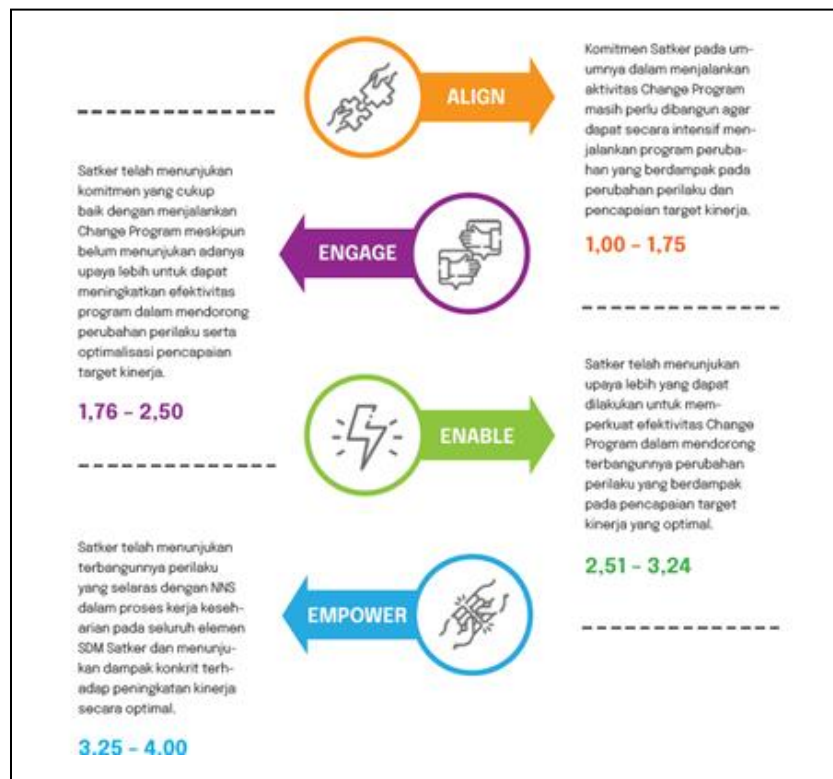 ALIGN
Komitmen Satker pada um-
umnya dalam menjalankan
aktivitas Change Program
masih perlu dibangun agar
dapat secara intensif men-
jalankan program peruba-
han yang berdampak pada
perubahan perilaku dan
pencapaian target kinerja.
1,00 – 1,75
ENGAGE
Satker telah menunjukan
komitmen yang cukup
baik dengan menjalankan
Change Program meskipun
belum menunjukan adanya
upaya lebih untuk dapat
meningkatkan efektivitas
program dalam mendorong
perubahan perilaku serta
optimalisasi pencapaian
target kinerja.
1,76 – 2,50
ENABLE
Satker telah menunjukan
upaya lebih yang dapat
dilakukan untuk mem-
perkuat efektivitas Change
Program dalam mendorong
terbangunnya perubahan
perilaku yang berdampak
pada pencapaian target
kinerja yang optimal.
2,51 – 3,24
EMPOWER
Satker telah menunjukan
terbangunnya perilaku
yang selaras dengan NNS
dalam proses kerja keseh-
arian pada seluruh elemen
SDM Satker dan menunju-
kan dampak konkrit terh-
adap peningkatan kinerja
secara optimal.
3,25 – 4,00